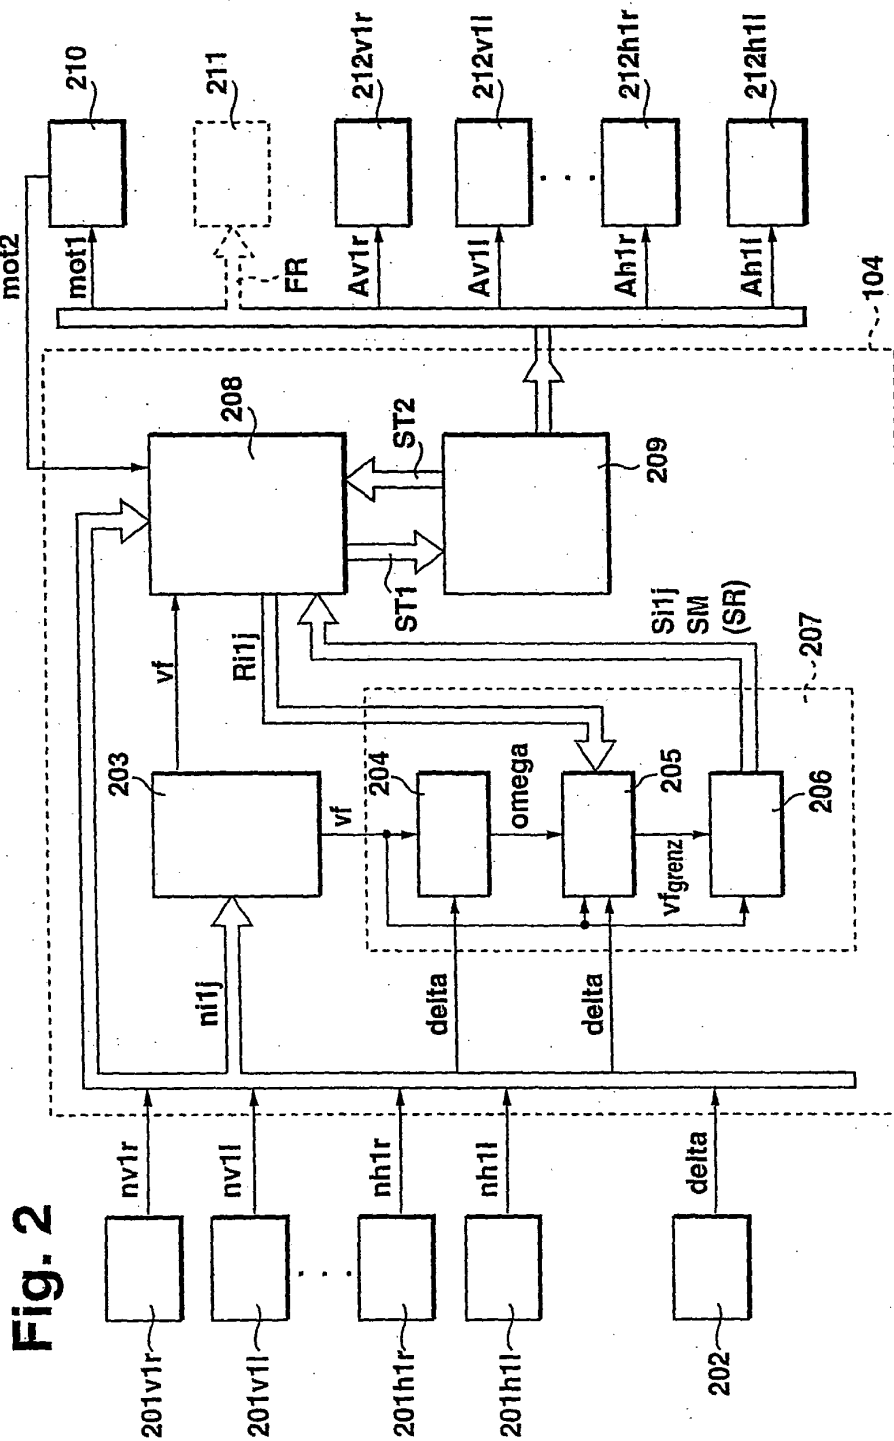 Fig. 2
201v1r
201v1l
201h1r
201h1l
202
nv1r
nv1l
nh1r
nh1l
delta
ni1j
delta
delta
203
vf
vf
204
omega
205
vfgrenz
206
207
Ri1j
Si1j
SM
(SR)
208
ST1
ST2
209
104
mot2
mot1
FR
Av1r
Av1l
Ah1r
Ah1l
210
211
212v1r
212v1l
212h1r
212h1l